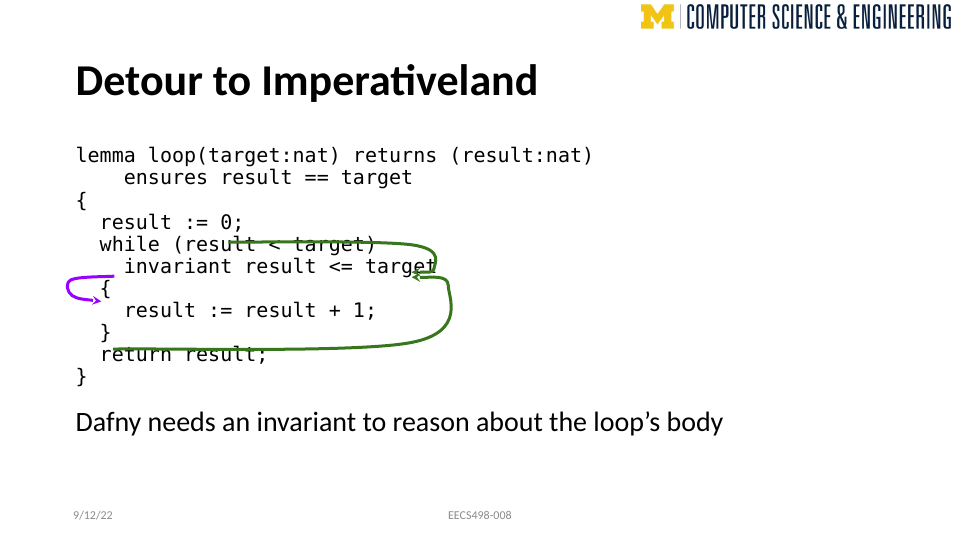 M | COMPUTER SCIENCE & ENGINEERING
Detour to Imperativeland
lemma loop(target:nat) returns (result:nat)
    ensures result == target
{
  result := 0;
  while (result < target)
    invariant result <= target
  {
    result := result + 1;
  }
  return result;
}
Dafny needs an invariant to reason about the loop’s body
9/12/22
EECS498-008